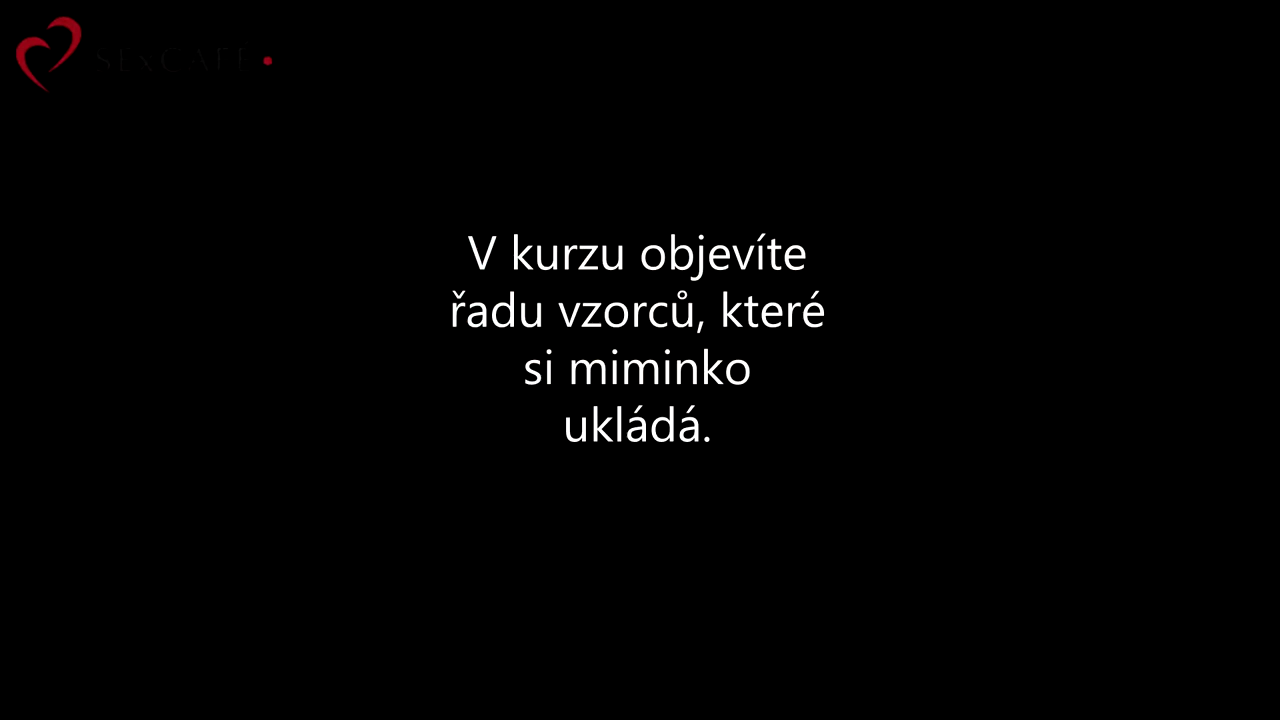 V kurzu objevíte
řadu vzorců, které
si miminko
ukládá.